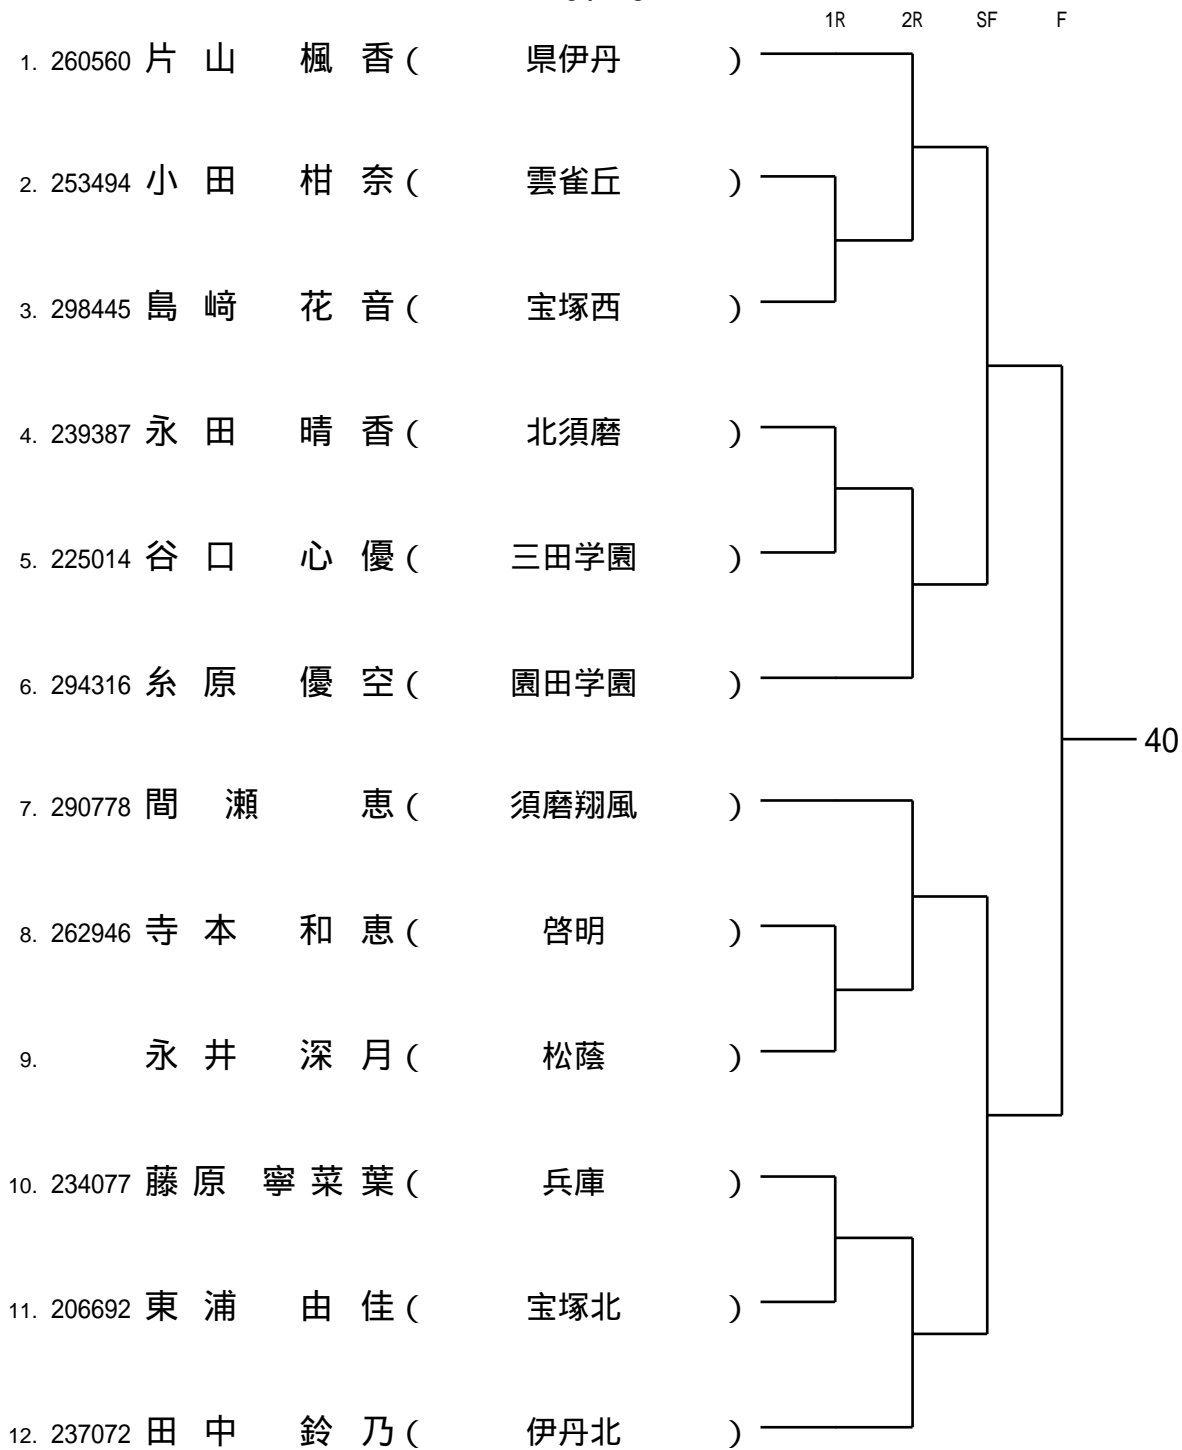 1R 2R SF F
1. 260560 片山 楓香 ( 県伊丹 )
2. 253494 小田 柑奈 ( 雲雀丘 )
3. 298445 島﨑 花音 ( 宝塚西 )
4. 239387 永田 晴香 ( 北須磨 )
5. 225014 谷口 心優 ( 三田学園 )
6. 294316 糸原 優空 ( 園田学園 )
40
7. 290778 間瀬 恵 ( 須磨翔風 )
8. 262946 寺本 和恵 ( 啓明 )
9. 永井 深月 ( 松蔭 )
10. 234077 藤原 寧菜葉 ( 兵庫 )
11. 206692 東浦 由佳 ( 宝塚北 )
12. 237072 田中 鈴乃 ( 伊丹北 )